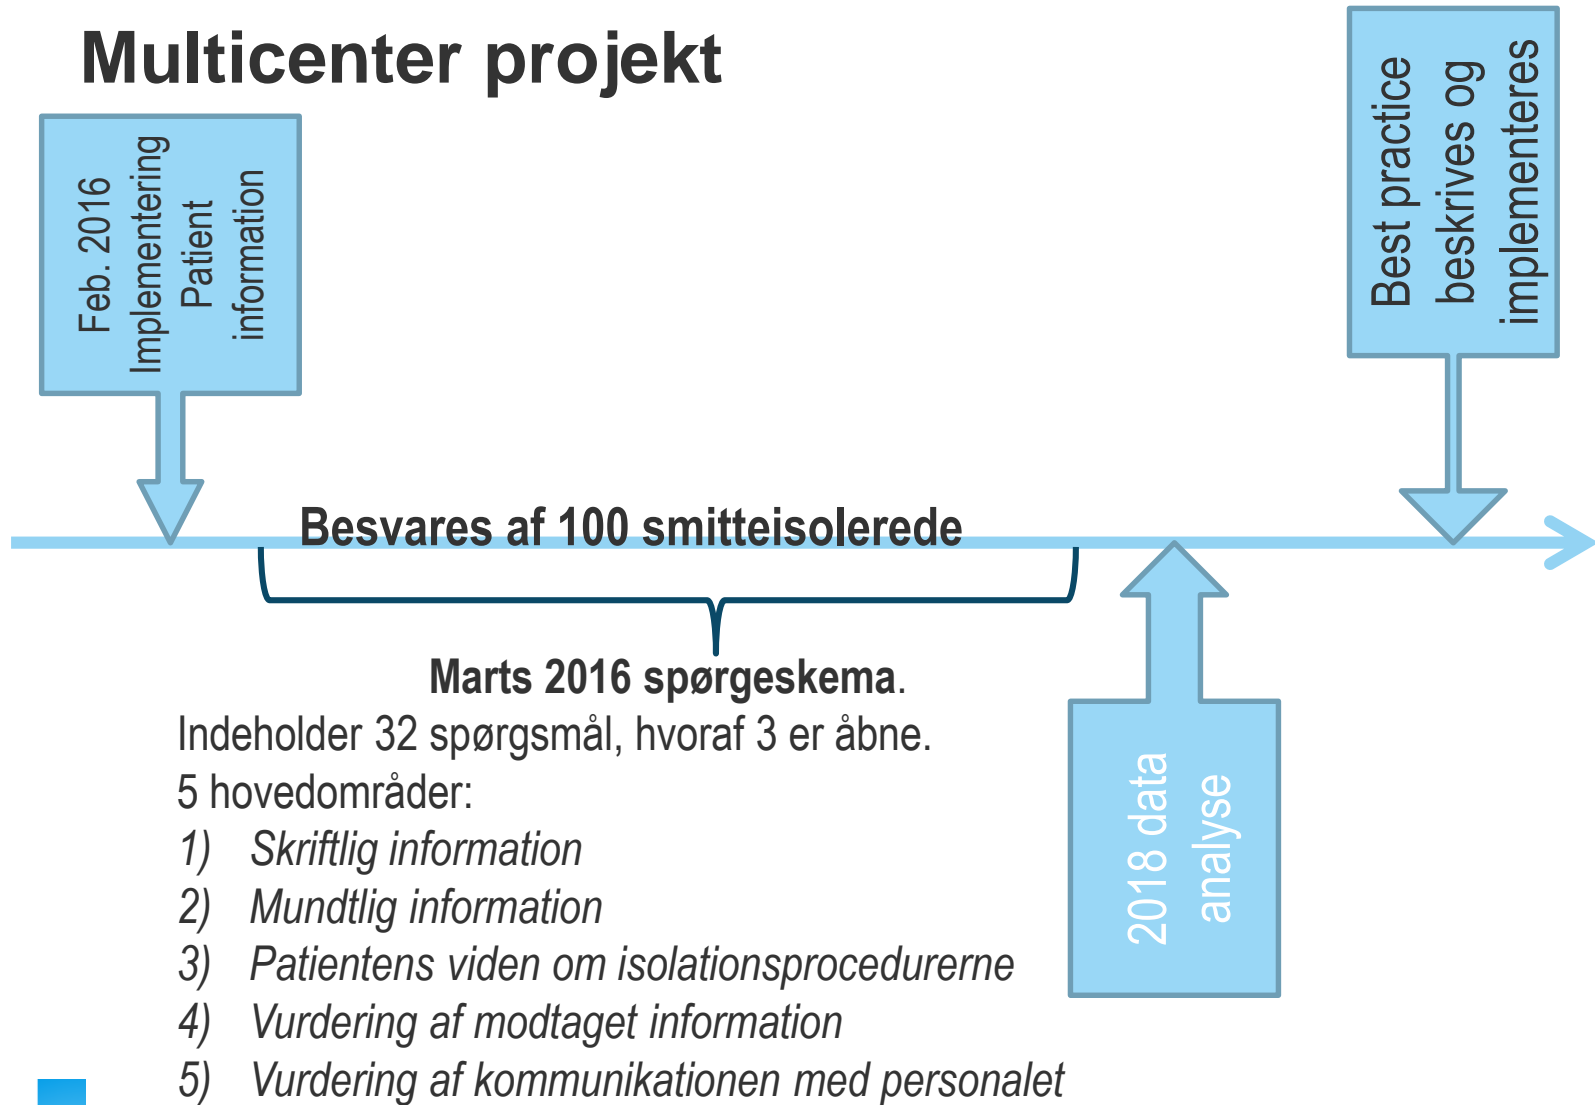 Multicenter projekt
Feb. 2016
Implementering
Patient
information
Best practice
beskrives og
implementeres
Besvares af 100 smitteisolerede
Marts 2016 spørgeskema.
Indeholder 32 spørgsmål, hvoraf 3 er åbne.
5 hovedområder:
1) Skriftlig information
2) Mundtlig information
3) Patientens viden om isolationsprocedurerne
4) Vurdering af modtaget information
5) Vurdering af kommunikationen med personalet
2018 data
analyse